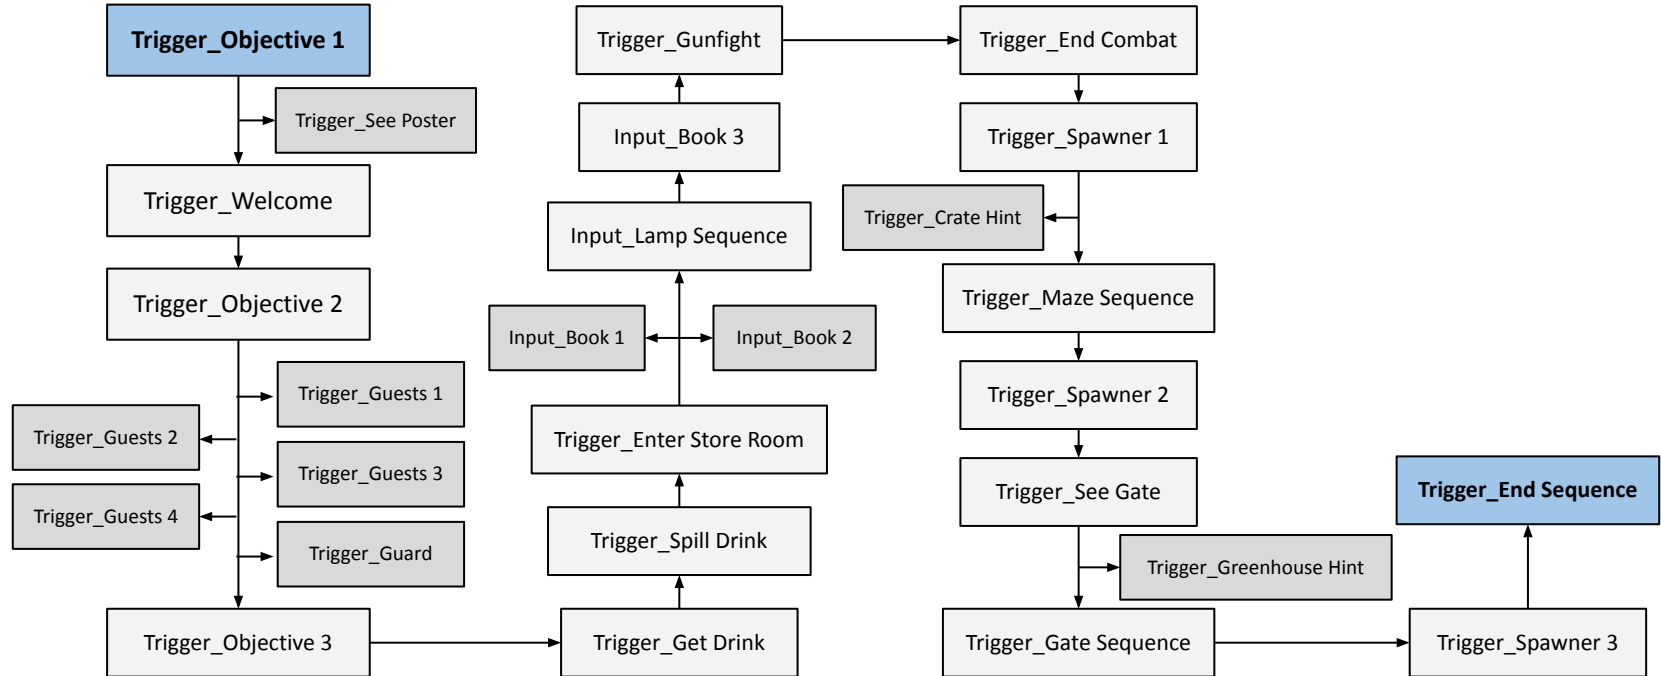 Trigger_Objective 1
Trigger_See Poster
Trigger_Welcome
Trigger_Objective 2
Trigger_Guests 1
Trigger_Guests 2
Trigger_Guests 3
Trigger_Guests 4
Trigger_Guard
Trigger_Objective 3
Trigger_Get Drink
Trigger_Spill Drink
Trigger_Enter Store Room
Input_Book 1
Input_Book 2
Input_Lamp Sequence
Input_Book 3
Trigger_Gunfight
Trigger_End Combat
Trigger_Spawner 1
Trigger_Crate Hint
Trigger_Maze Sequence
Trigger_Spawner 2
Trigger_See Gate
Trigger_Greenhouse Hint
Trigger_Gate Sequence
Trigger_Spawner 3
Trigger_End Sequence